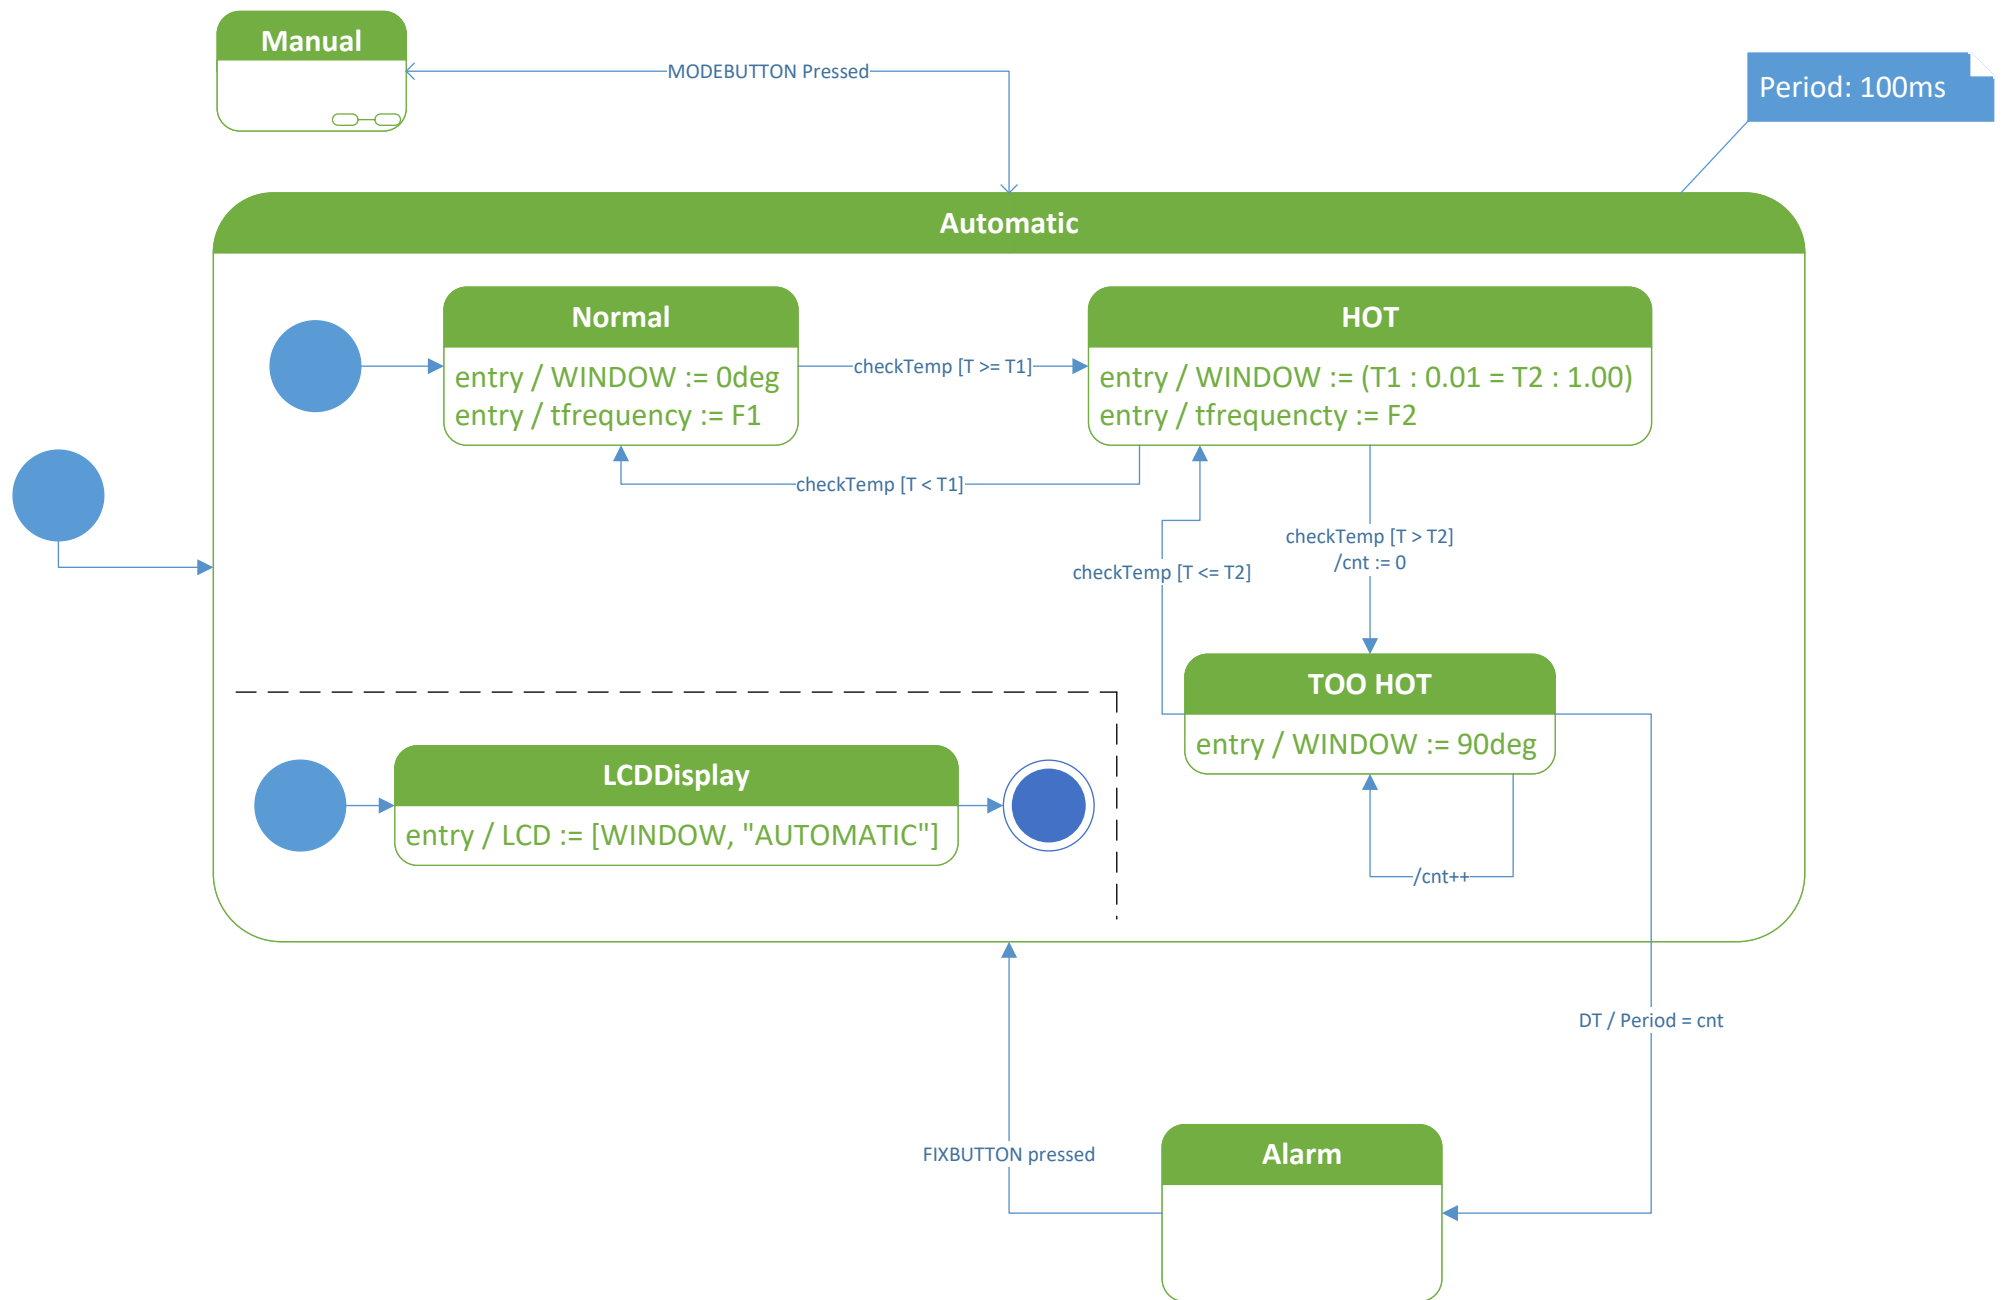 Manual
MODEBUTTON Pressed
Period: 100ms
Automatic
Normal
entry / WINDOW := 0deg
entry / tfrequency := F1
checkTemp [T >= T1]
HOT
entry / WINDOW := (T1 : 0.01 = T2 : 1.00)
entry / tfrequencty := F2
checkTemp [T < T1]
checkTemp [T > T2]
/cnt := 0
checkTemp [T <= T2]
TOO HOT
entry / WINDOW := 90deg
LCDDisplay
entry / LCD := [WINDOW, "AUTOMATIC"]
/cnt++
DT / Period = cnt
FIXBUTTON pressed
Alarm